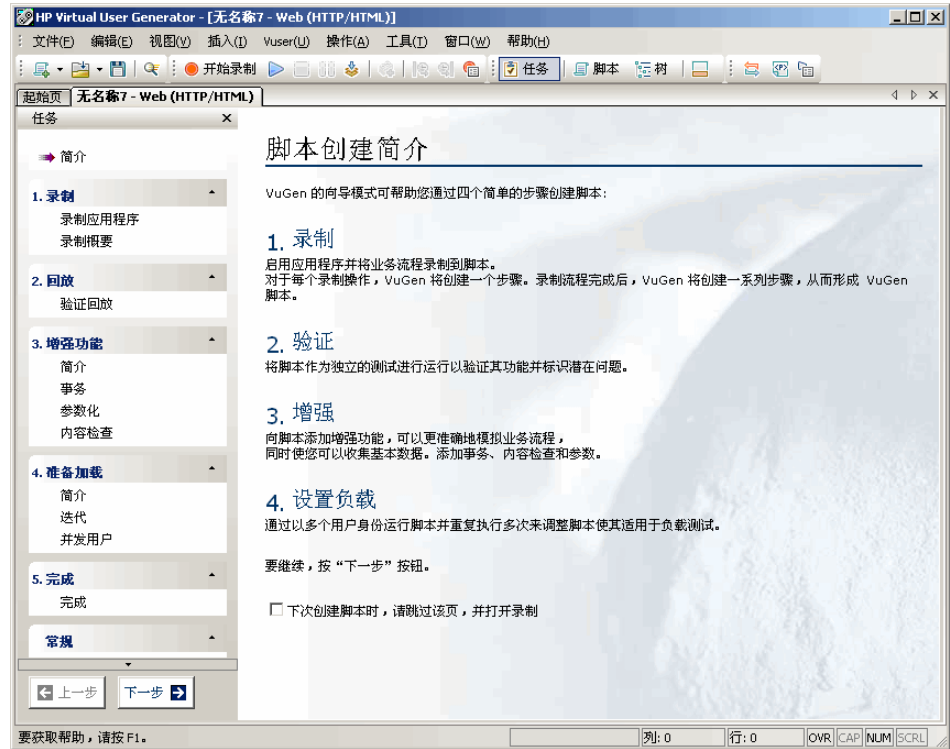 HP Virtual User Generator - [无名称7 - Web (HTTP/HTML)]
文件(F) 编辑(E) 视图(V) 插入(I) Vuser(U) 操作(A) 工具(T) 窗口(W) 帮助(H)
开始录制 任务 脚本 树
起始页 无名称7 - Web (HTTP/HTML)
任务
简介
1. 录制
录制应用程序
录制概要
2. 回放
验证回放
3. 增强功能
简介
事务
参数化
内容检查
4. 准备加载
简介
迭代
并发用户
5. 完成
完成
常规
上一步 下一步
脚本创建简介
VuGen 的向导模式可帮助您通过四个简单的步骤创建脚本:
1. 录制
启用应用程序并将业务流程录制到脚本。
对于每个录制操作，VuGen 将创建一个步骤。录制流程完成后，VuGen 将创建一系列步骤，从而形成 VuGen
脚本。
2. 验证
将脚本作为独立的测试进行运行以验证其功能并标识潜在问题。
3. 增强
向脚本添加增强功能，可以更准确地模拟业务流程，
同时使您可以收集基本数据。添加事务、内容检查和参数。
4. 设置负载
通过以多个用户身份运行脚本并重复执行多次来调整脚本使其适用于负载测试。
要继续，按“下一步”按钮。
下次创建脚本时，请跳过该页，并打开录制
要获取帮助，请按 F1。 列: 0 行: 0 OVR CAP NUM SCRL